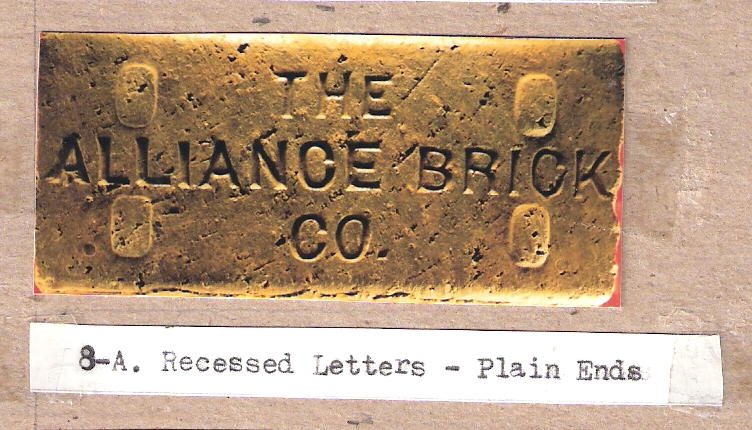 THE
ALLIANCE BRICK
CO.
8-A. Recessed Letters - Plain Ends